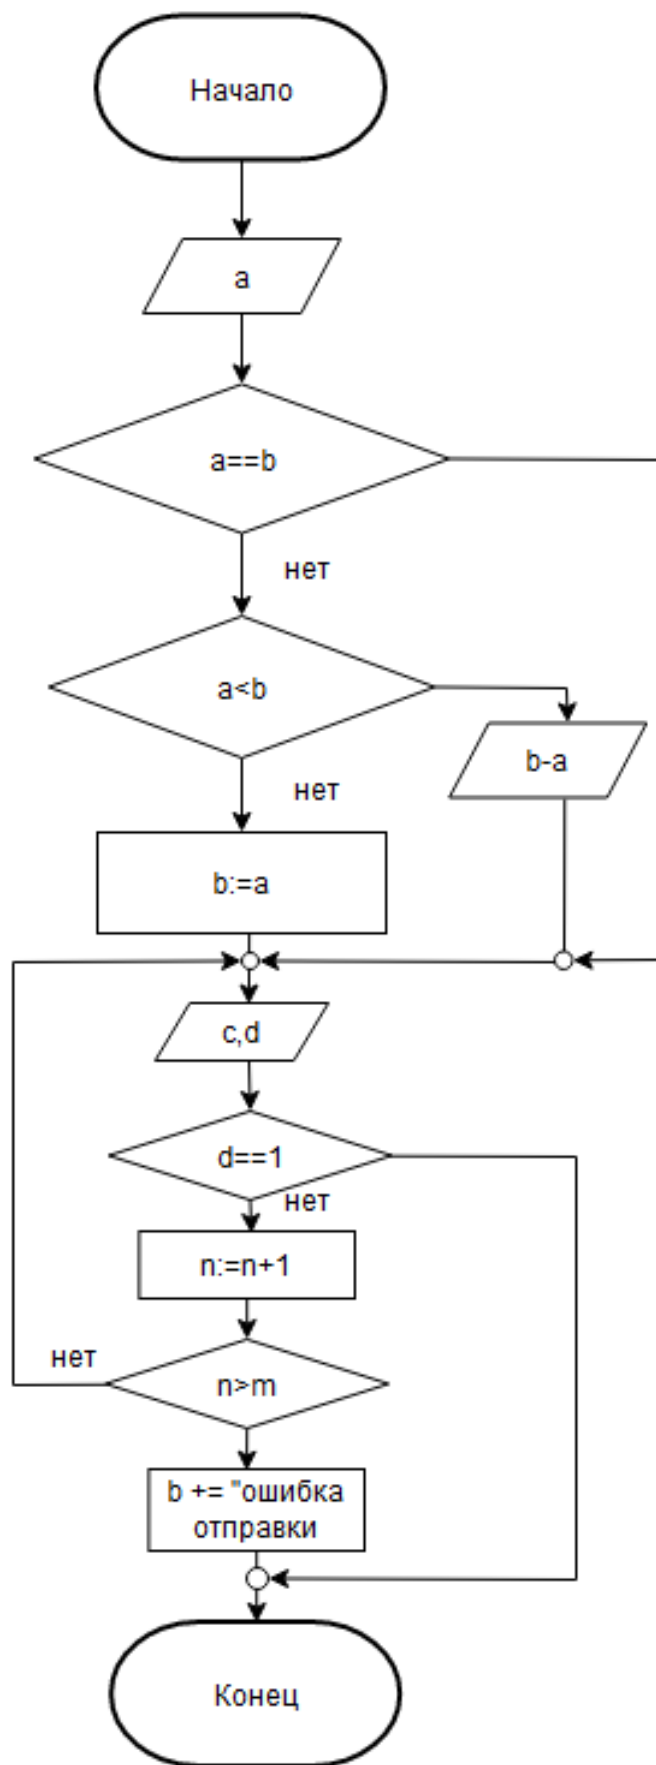 Начало
a
a==b
нет
a<b
b-a
нет
b:=a
c,d
d==1
нет
n:=n+1
нет
n>m
b += "ошибка
отправки
Конец